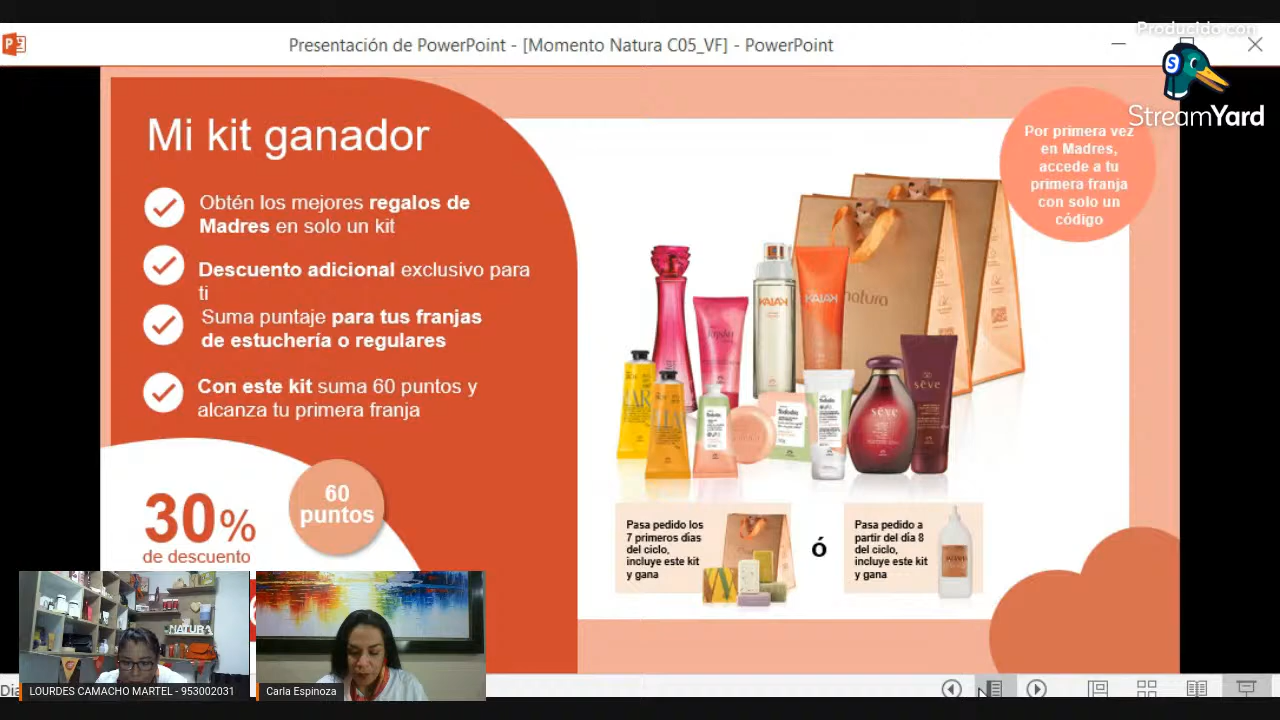 Producido con
StreamYard
Presentación de PowerPoint - [Momento Natura C05_VF] - PowerPoint
Mi kit ganador
Obtén los mejores regalos de
Madres en solo un kit
Descuento adicional exclusivo para
ti
Suma puntaje para tus franjas
de estuchería o regulares
Con este kit suma 60 puntos y
alcanza tu primera franja
30%
de descuento
60
puntos
Por primera vez
en Madres,
accede a tu
primera franja
con solo un
código
natura
KAIAK
KAIAK
sève
sève
Pasa pedido los
7 primeros días
del ciclo,
incluye este kit
y gana
ó
Pasa pedido a
partir del día 8
del ciclo,
incluye este kit
y gana
NATURA
LOURDES CAMACHO MARTEL - 953002031
Carla Espinoza